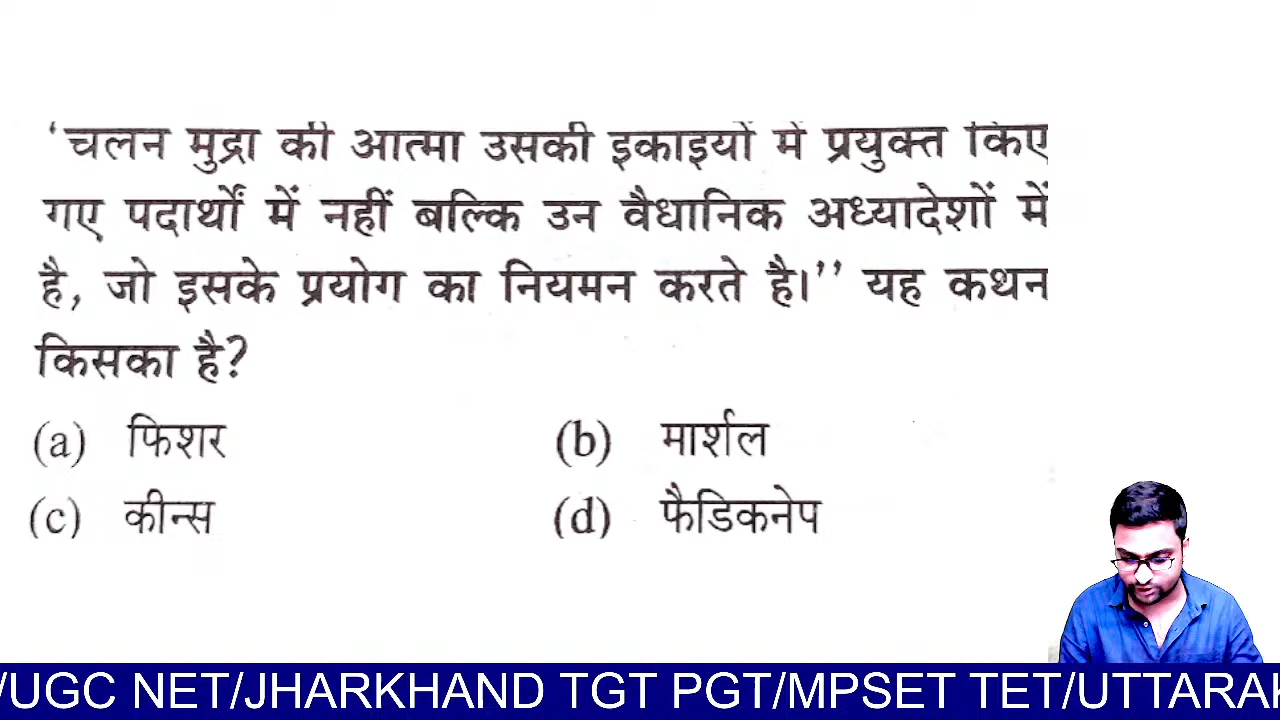 ‘चलन मुद्रा की आत्मा उसकी इकाइयों में प्रयुक्त किए
गए पदार्थों में नहीं बल्कि उन वैधानिक अध्यादेशों में
है, जो इसके प्रयोग का नियमन करते है।’’ यह कथन
किसका है?
(a) फिशर
(b) मार्शल
(c) कीन्स
(d) फैडिकनेप
/UGC NET/JHARKHAND TGT PGT/MPSET TET/UTTARAK